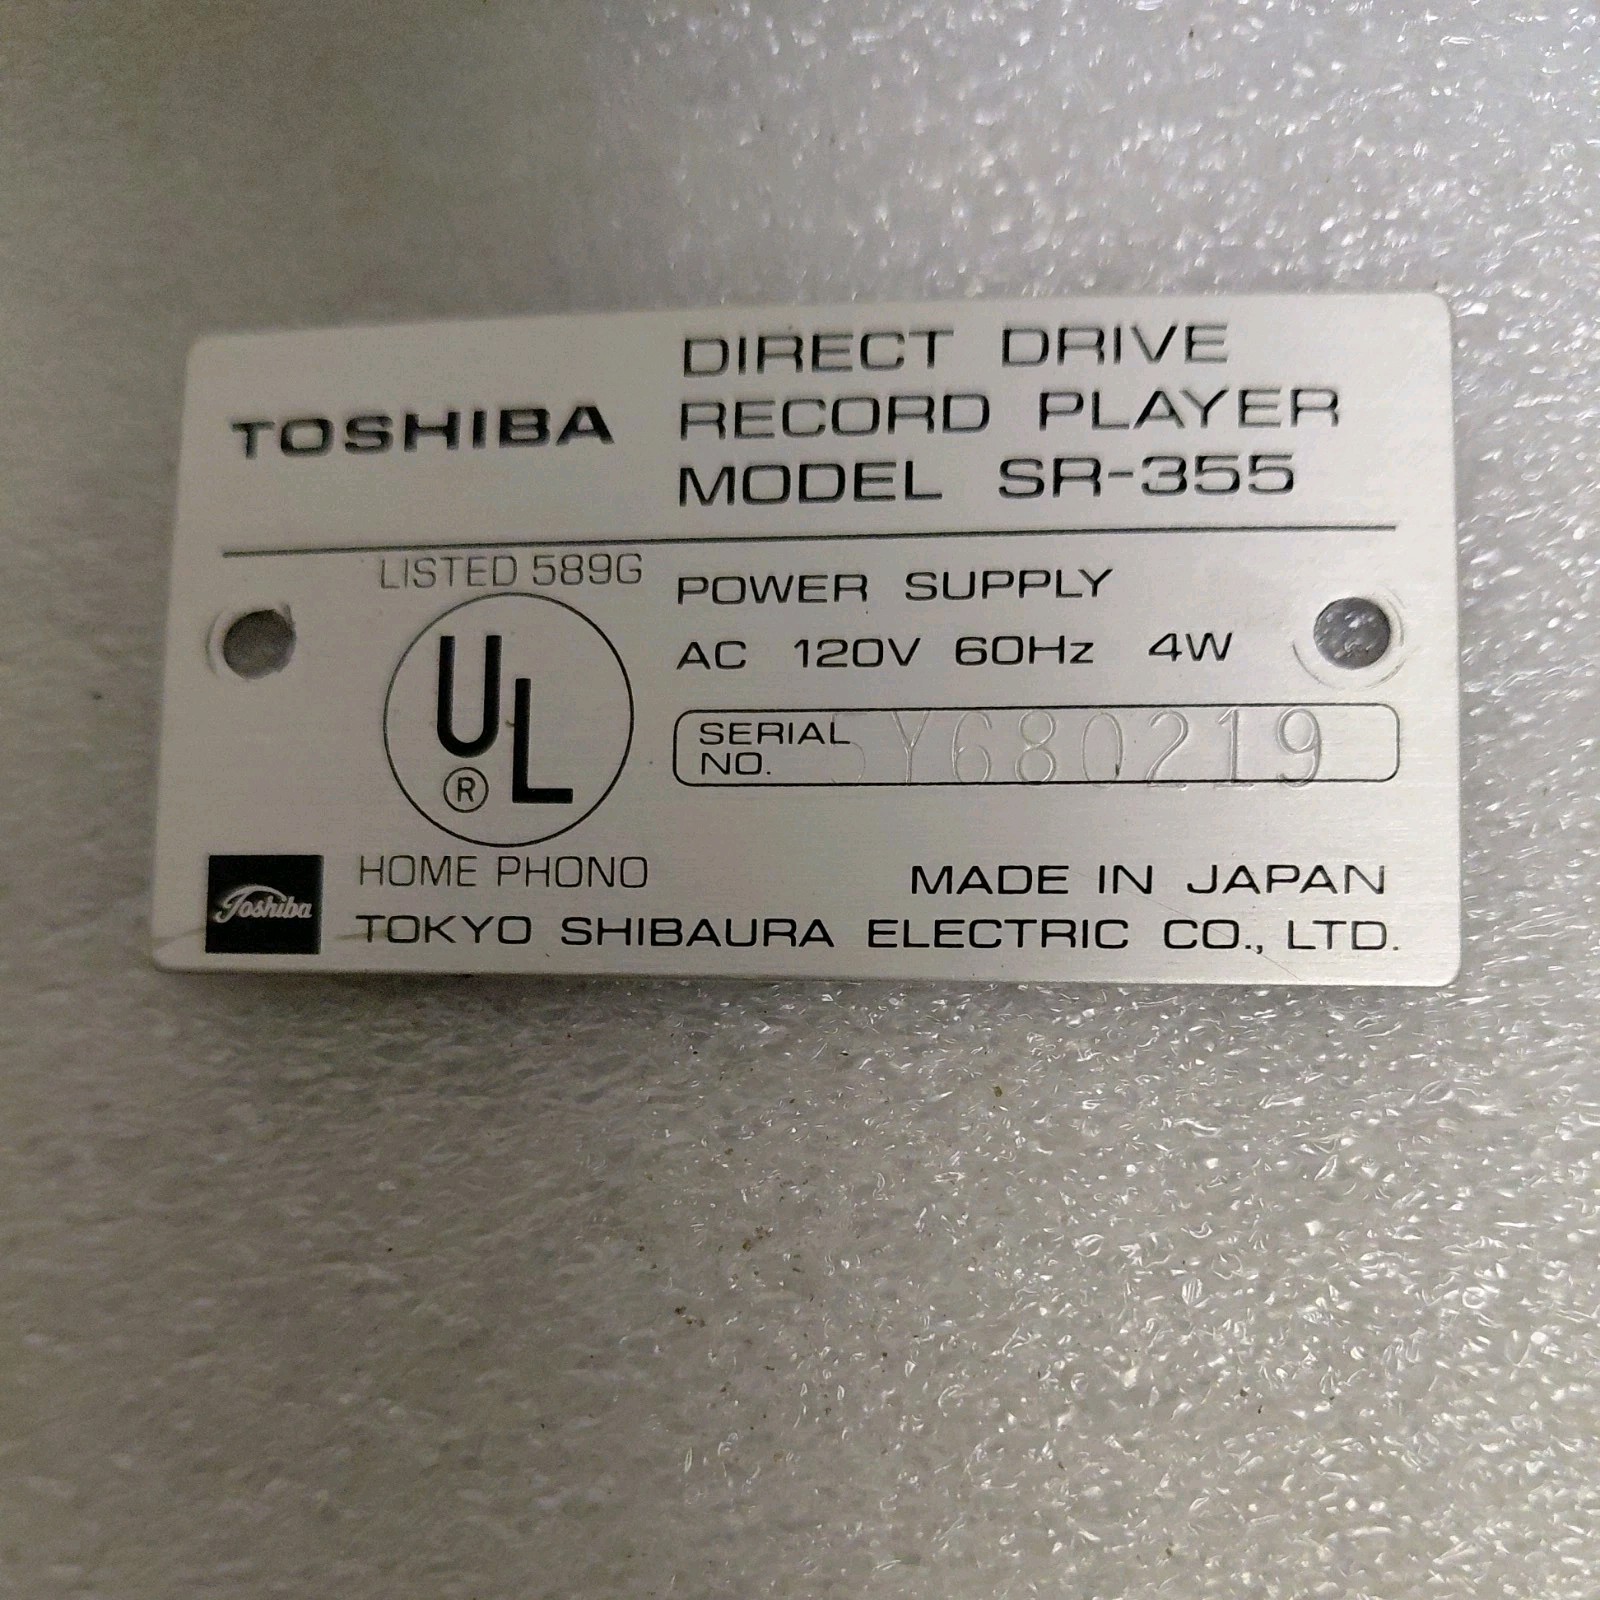 TOSHIBA
DIRECT DRIVE
RECORD PLAYER
MODEL SR-355
LISTED 589G
UL
®
HOME PHONO
POWER SUPPLY
AC 120V 60Hz 4W
SERIAL
NO. 5Y680219
Toshiba
MADE IN JAPAN
TOKYO SHIBAURA ELECTRIC CO., LTD.